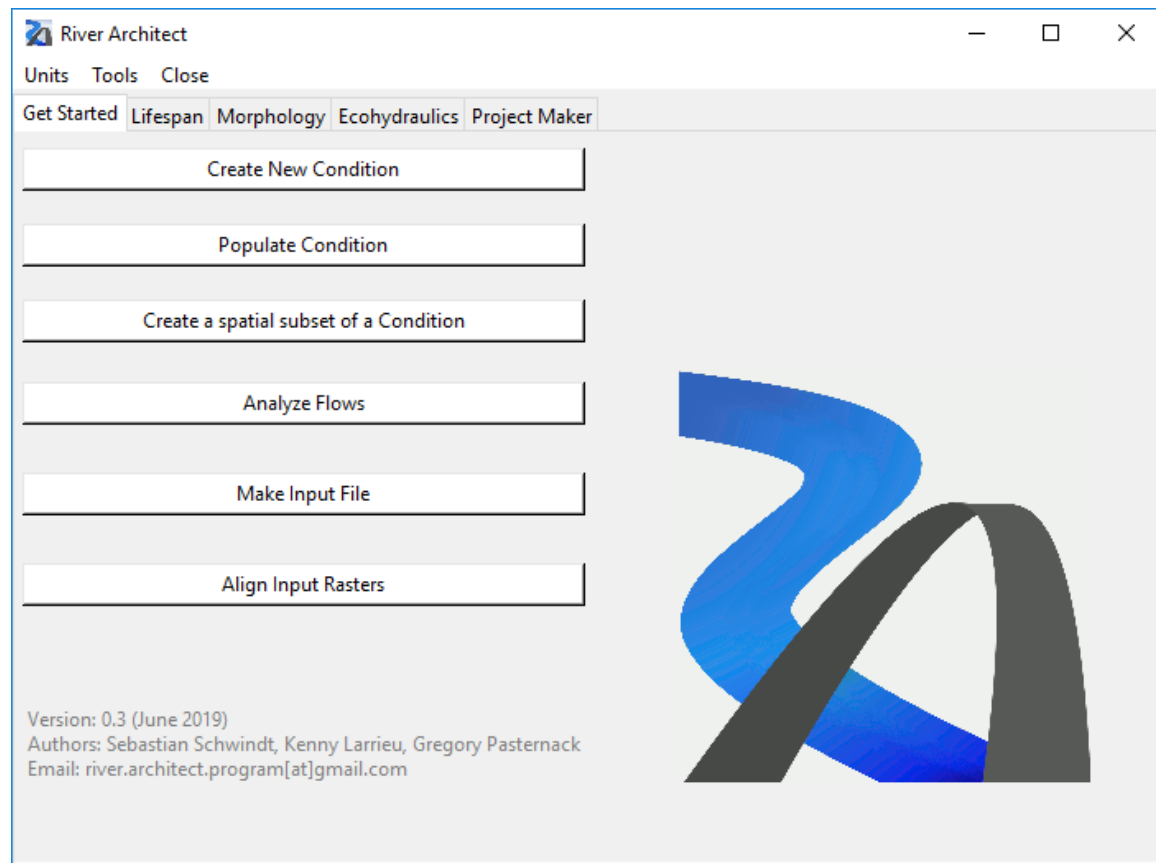 River Architect
Units Tools Close
Get Started Lifespan Morphology Ecohydraulics Project Maker
Create New Condition
Populate Condition
Create a spatial subset of a Condition
Analyze Flows
Make Input File
Align Input Rasters
Version: 0.3 (June 2019)
Authors: Sebastian Schwindt, Kenny Larrieu, Gregory Pasternack
Email: river.architect.program[at]gmail.com